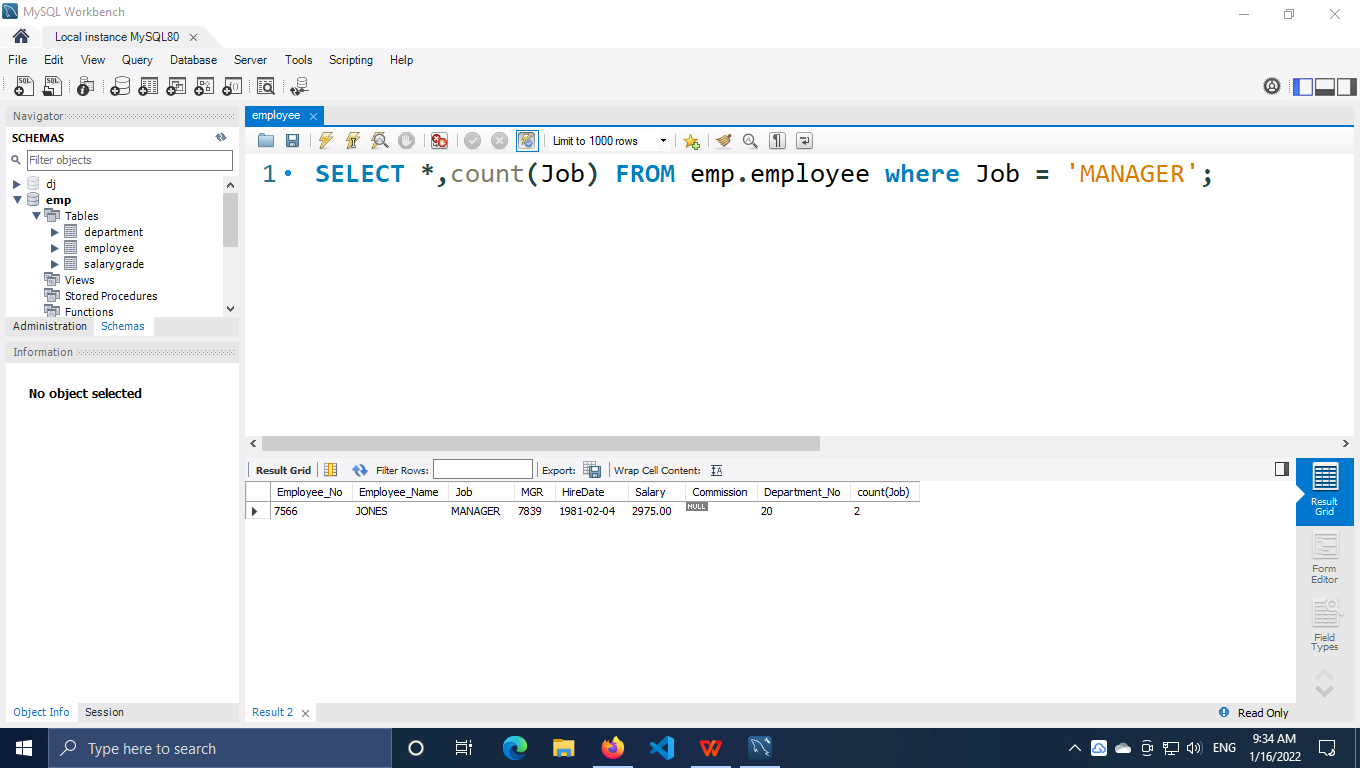 MySQL Workbench
Local instance MySQL80
File Edit View Query Database Server Tools Scripting Help
Navigator
employee
SCHEMAS
Limit to 1000 rows
Filter objects
1 SELECT *,count(Job) FROM emp.employee where Job = 'MANAGER';
dj
emp
Tables
department
employee
salarygrade
Views
Stored Procedures
Functions
Administration Schemas
Information
No object selected
Result Grid Filter Rows: Export: Wrap Cell Content:
Employee_No Employee_Name Job MGR HireDate Salary Commission Department_No count(Job)
7566 JONES MANAGER 7839 1981-02-04 2975.00 NULL 20 2
Result
Grid
Form
Editor
Field
Types
Object Info Session
Result 2
Read Only
Type here to search
ENG
9:34 AM
1/16/2022